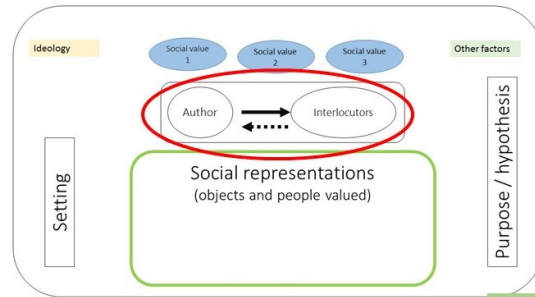 Ideology
Social value
1
Social value
2
Social value
3
Other factors
Author
Interlocutors
Social representations
(objects and people valued)
Setting
Purpose / hypothesis